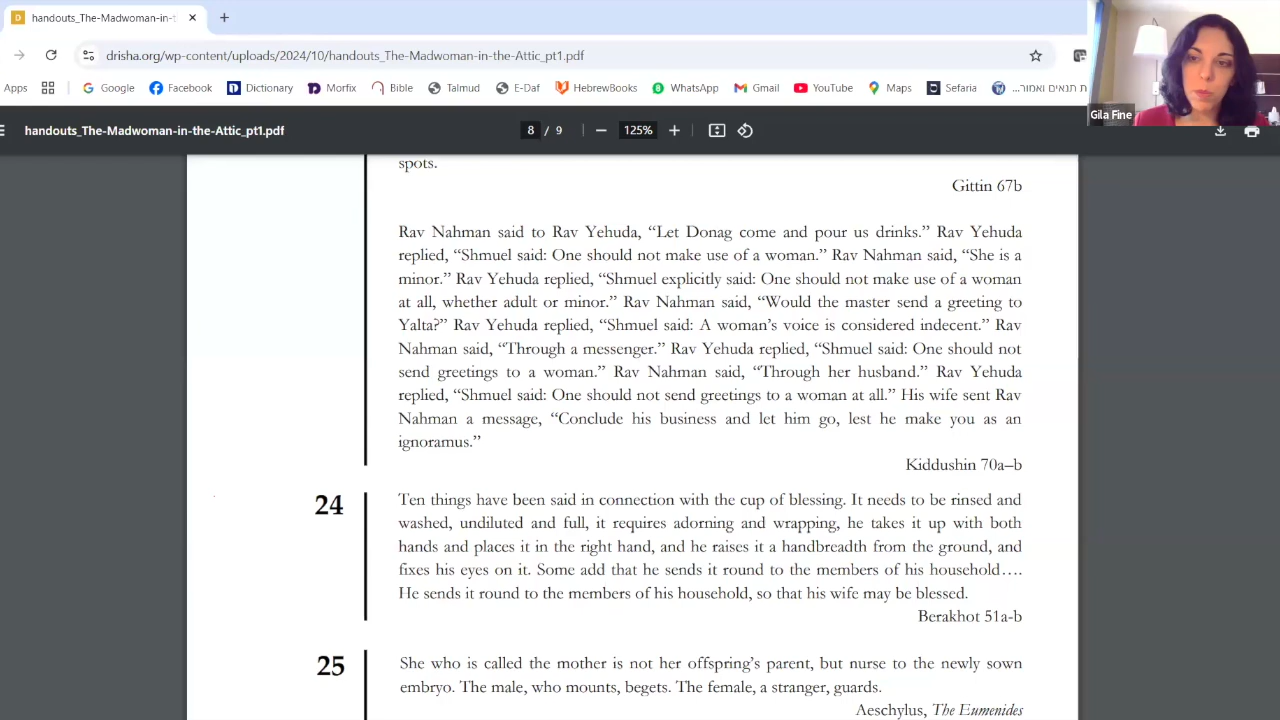 handouts_The-Madwoman-in-t
drisha.org/wp-content/uploads/2024/10/handouts_The-Madwoman-in-the-Attic_pt1.pdf
Apps Google Facebook Dictionary Morfix Bible Talmud E-Daf HebrewBooks WhatsApp Gmail YouTube Maps Sefaria ת תנאים ואמור...
Gila Fine
handouts_The-Madwoman-in-the-Attic_pt1.pdf 8 / 9 125%
spots.
Gittin 67b
Rav Nahman said to Rav Yehuda, “Let Donag come and pour us drinks.” Rav Yehuda
replied, “Shmuel said: One should not make use of a woman.” Rav Nahman said, “She is a
minor.” Rav Yehuda replied, “Shmuel explicitly said: One should not make use of a woman
at all, whether adult or minor.” Rav Nahman said, “Would the master send a greeting to
Yalta?” Rav Yehuda replied, “Shmuel said: A woman’s voice is considered indecent.” Rav
Nahman said, “Through a messenger.” Rav Yehuda replied, “Shmuel said: One should not
send greetings to a woman.” Rav Nahman said, “Through her husband.” Rav Yehuda
replied, “Shmuel said: One should not send greetings to a woman at all.” His wife sent Rav
Nahman a message, “Conclude his business and let him go, lest he make you as an
ignoramus.”
Kiddushin 70a–b
24
Ten things have been said in connection with the cup of blessing. It needs to be rinsed and
washed, undiluted and full, it requires adorning and wrapping, he takes it up with both
hands and places it in the right hand, and he raises it a handbreadth from the ground, and
fixes his eyes on it. Some add that he sends it round to the members of his household….
He sends it round to the members of his household, so that his wife may be blessed.
Berakhot 51a-b
25
She who is called the mother is not her offspring’s parent, but nurse to the newly sown
embryo. The male, who mounts, begets. The female, a stranger, guards.
Aeschylus, The Eumenides